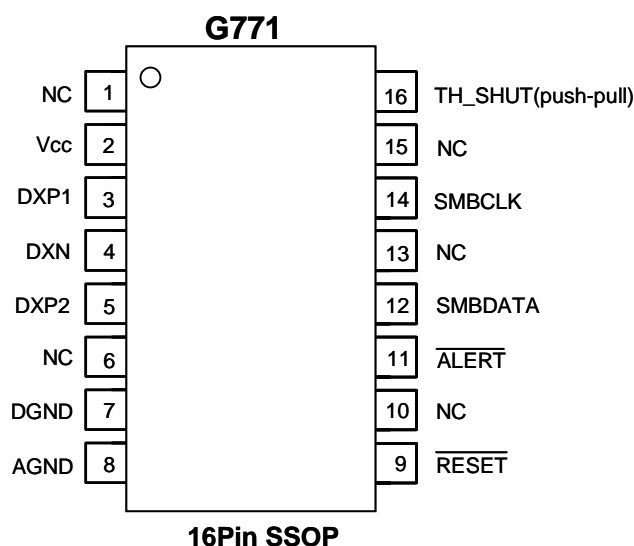 G771
NC 1 16 TH_SHUT(push-pull)
Vcc 2 15 NC
DXP1 3 14 SMBCLK
DXN 4 13 NC
DXP2 5 12 SMBDATA
NC 6 11 ALERT
DGND 7 10 NC
AGND 8 9 RESET
16Pin SSOP